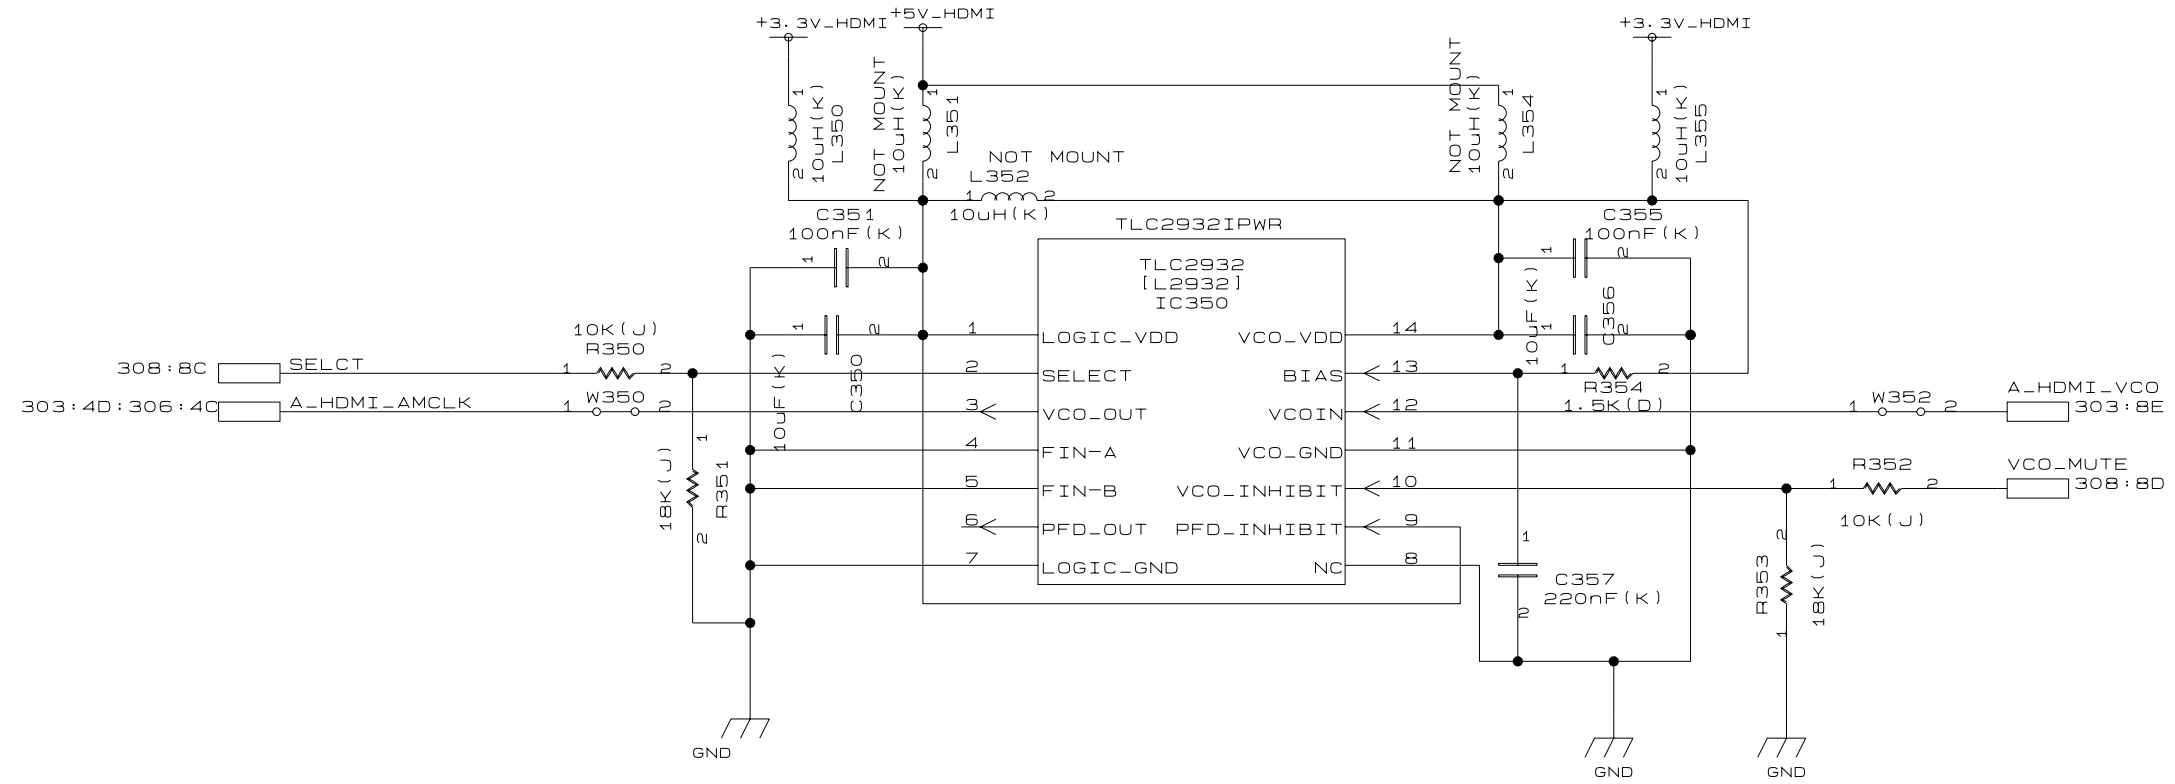 +3.3V_HDMI
+5V_HDMI
+3.3V_HDMI
1
10uH(K)
L350
2
NOT MOUNT
10uH(K)
1
L351
2
NOT MOUNT
L352
1
2
10uH(K)
NOT MOUNT
10uH(K)
1
L354
2
1
10uH(K)
L355
2
C351
100nF(K)
1
2
1
2
10uF(K)
C350
TLC2932IPWR
TLC2932
[L2932]
IC350
C355
100nF(K)
1
2
10uF(K)
1
2
C356
1
LOGIC_VDD
2
SELECT
3
VCO_OUT
4
FIN-A
5
FIN-B
6
PFD_OUT
7
LOGIC_GND
VCO_VDD
14
BIAS
13
VCOIN
12
VCO_GND
11
VCO_INHIBIT
10
PFD_INHIBIT
9
NC
8
308:8C
SELCT
10K(J)
R350
1
2
303:4D:306:4C
A_HDMI_AMCLK
W350
1
2
1
18K(J)
R351
2
1
2
R354
1.5K(D)
W352
1
2
A_HDMI_VCO
303:8E
R352
1
2
10K(J)
VCO_MUTE
308:8D
1
C357
220nF(K)
2
2
R353
18K(J)
1
GND
GND
GND